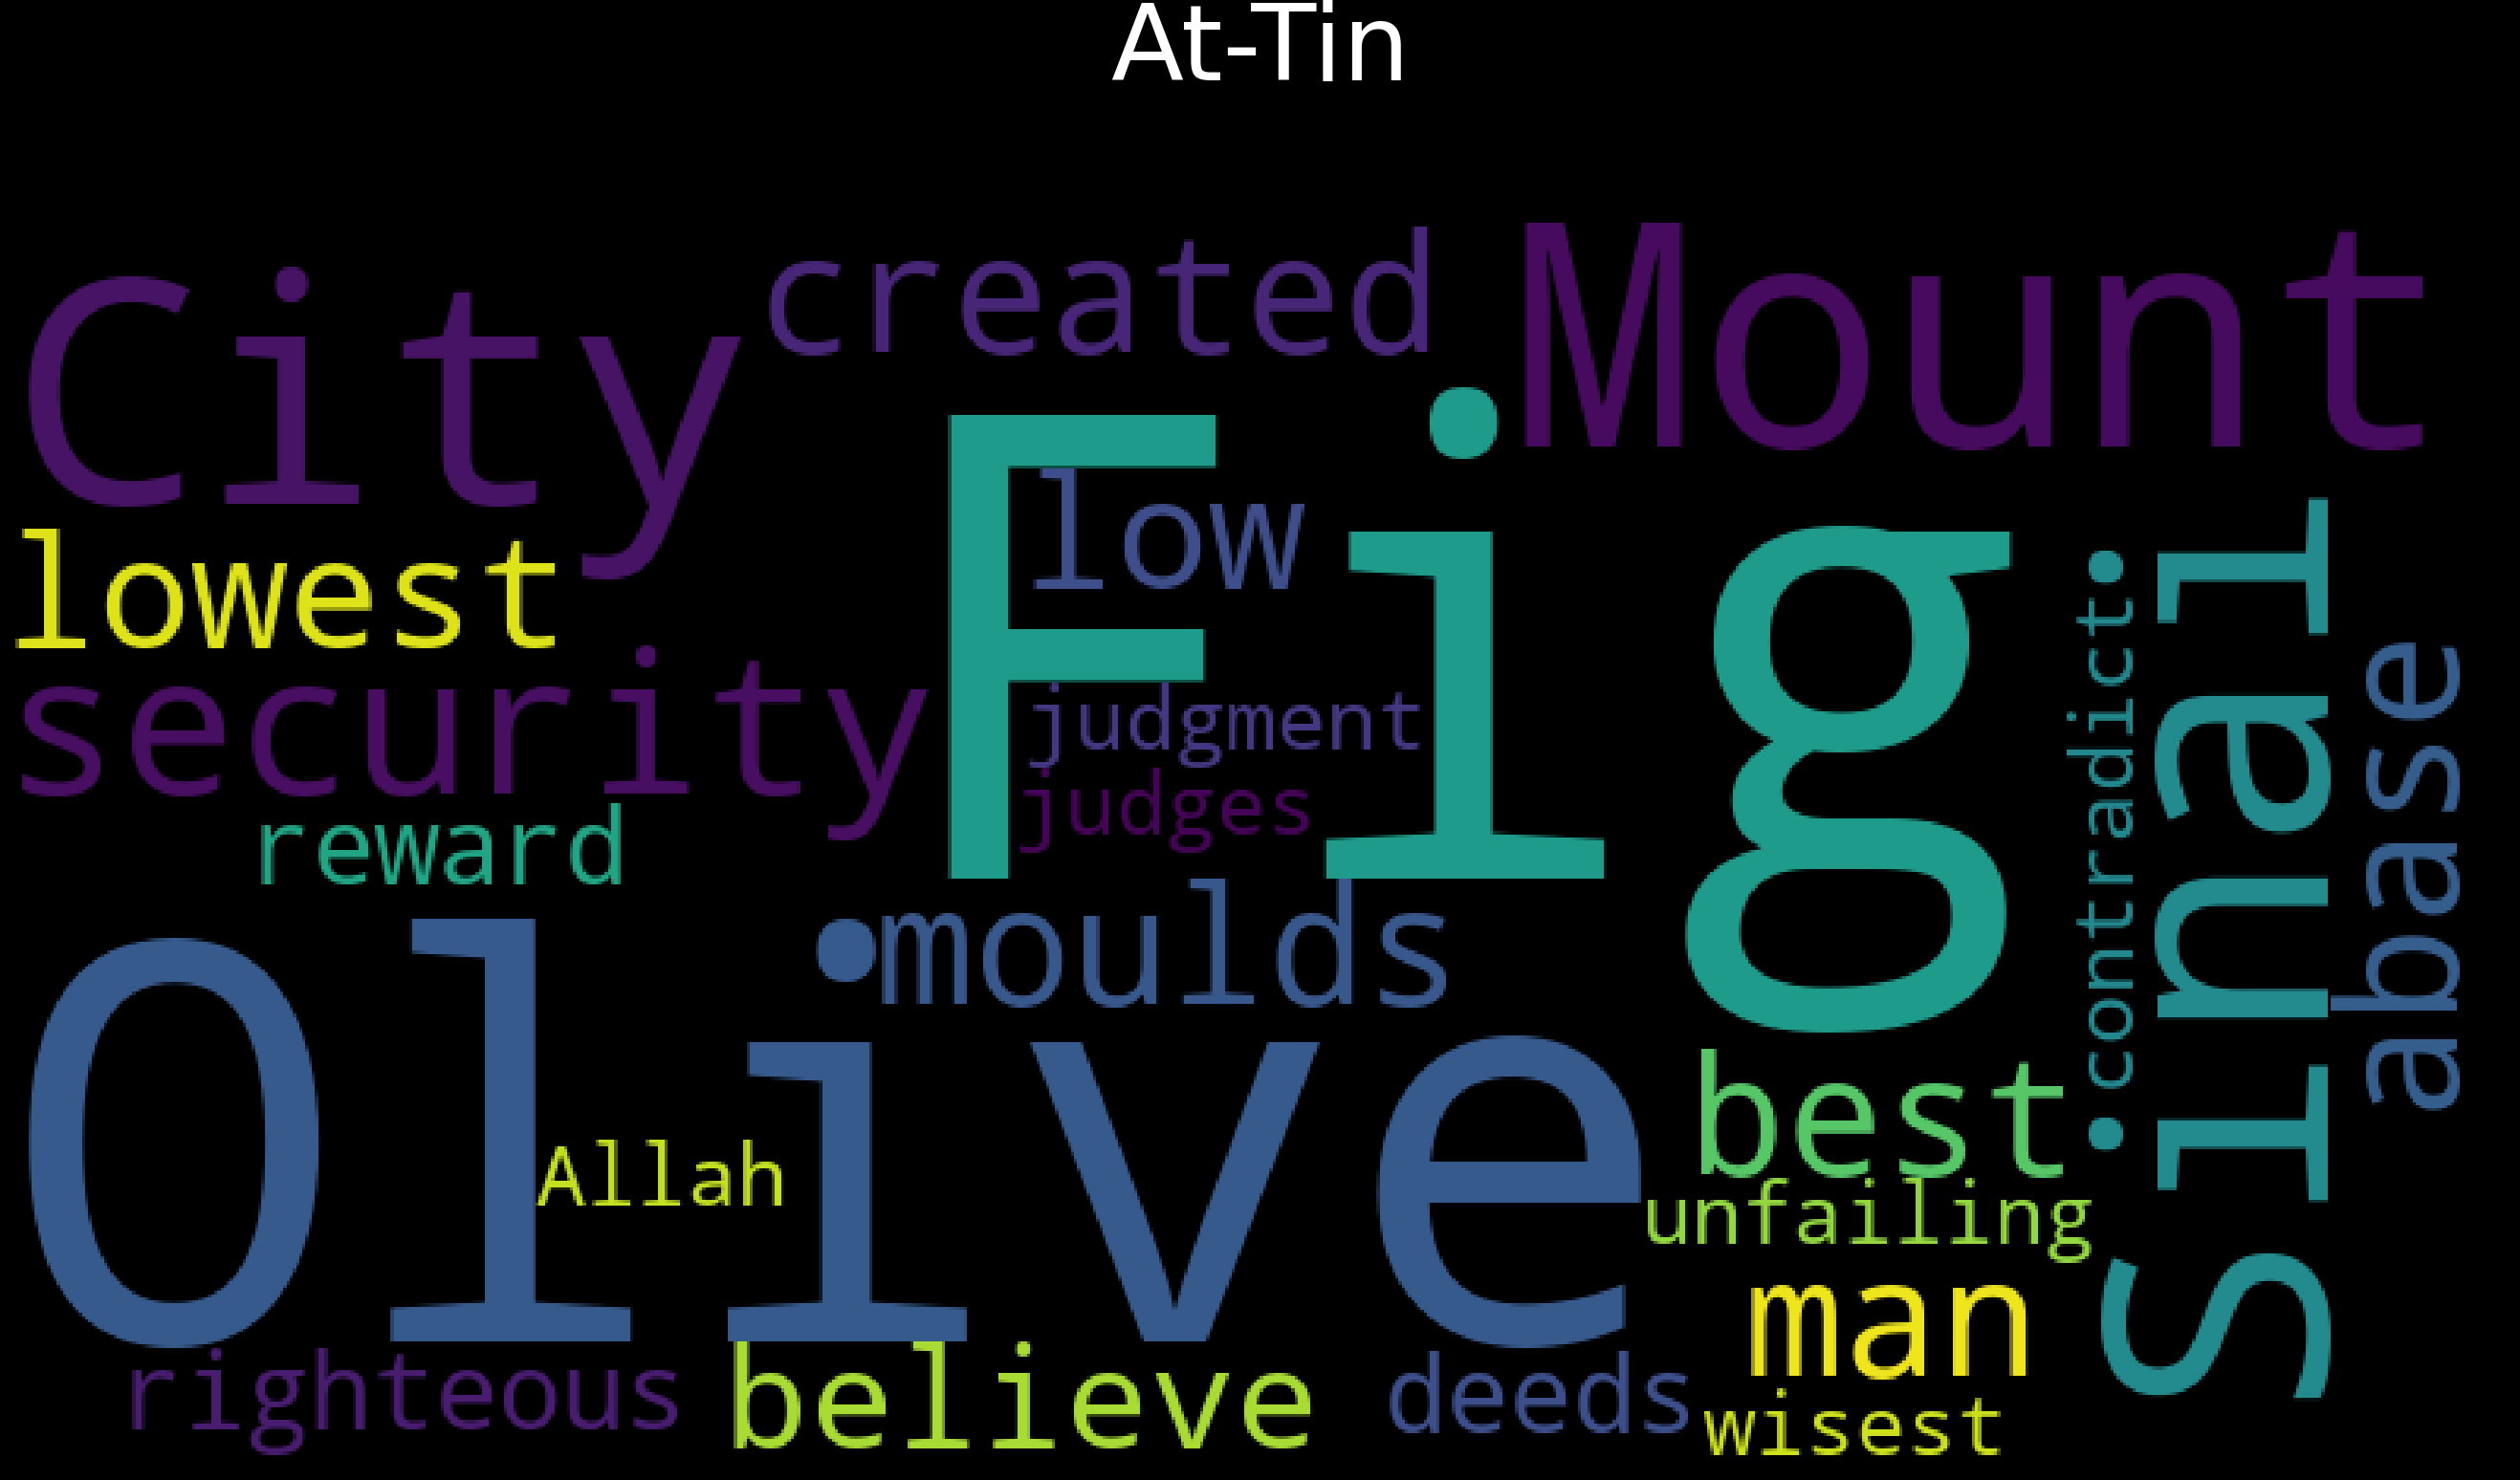 At-Tin
City
created
Mount
Fig
low
lowest
security
judgment
judges
reward
moulds
Sinai
contradict
abase
Olive
Allah
best
unfailing
man
righteous
believe
deeds
wisest